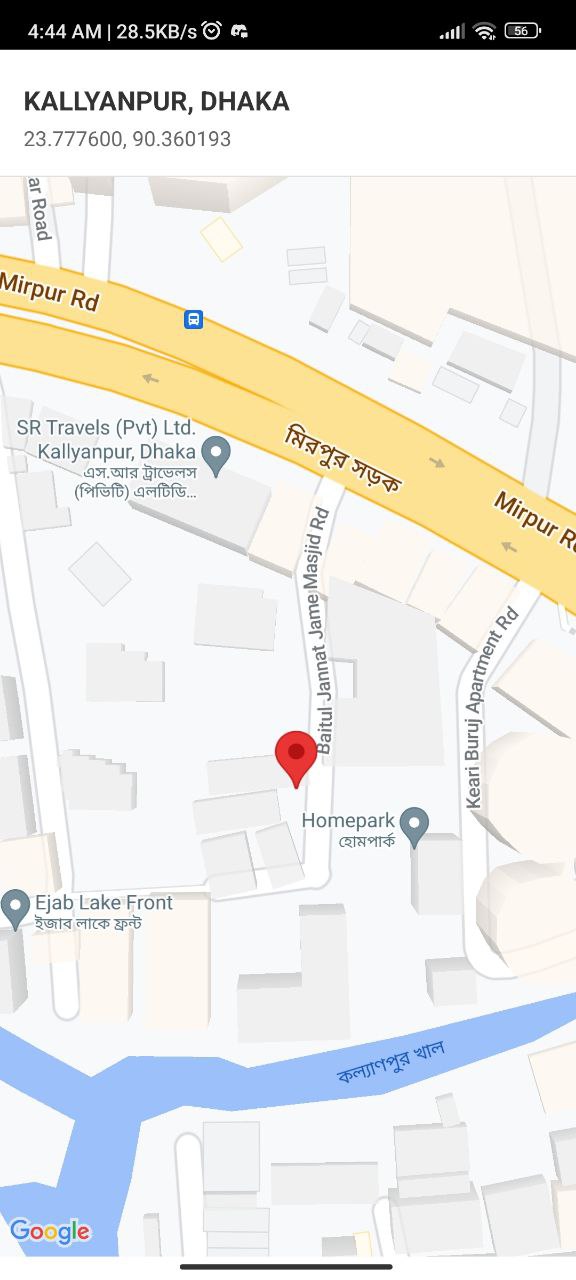 4:44 AM | 28.5KB/s
56
KALLYANPUR, DHAKA
23.777600, 90.360193
ar Road
Mirpur Rd
SR Travels (Pvt) Ltd.
Kallyanpur, Dhaka
এস.আর ট্রাভেলস
(পিভিটি) এলটিডি...
মিরপুর সড়ক
Mirpur R
Baitul Jannat Jame Masjid Rd
Keari Buruj Apartment Rd
Homepark
হোমপার্ক
Ejab Lake Front
ইজাব লাকে ফ্রন্ট
কল্যাণপুর খাল
Google